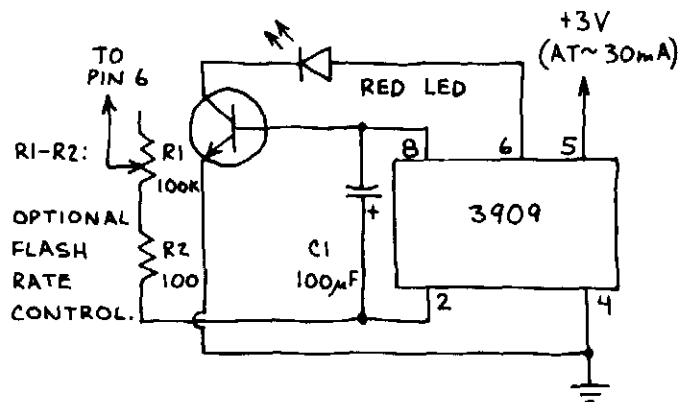 +3V
(AT~30mA)
TO
PIN 6
RED LED
R1-R2:
R1
100K
8
6
5
3909
OPTIONAL
FLASH
RATE
CONTROL.
R2
100
C1
100µF
+
2
4